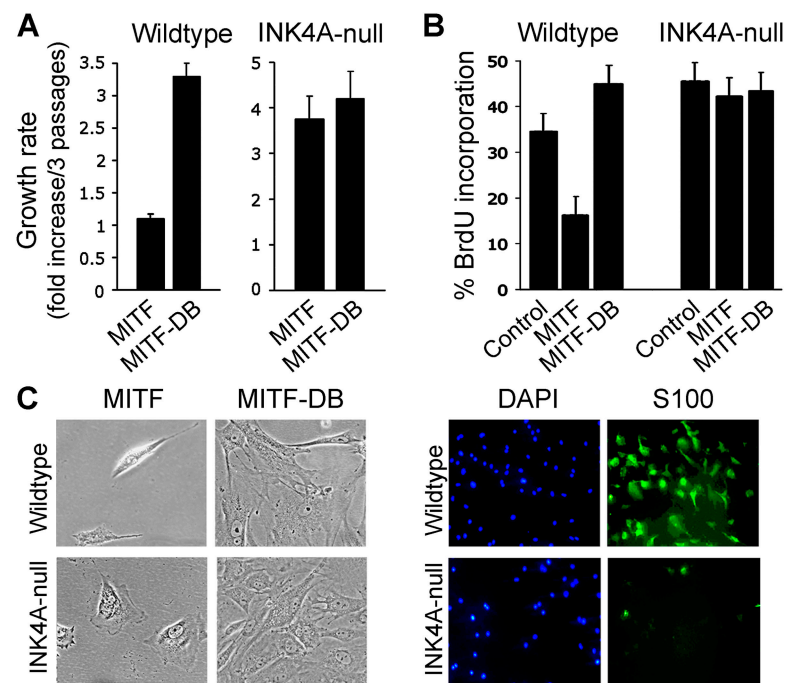 A
Wildtype
INK4A-null
Growth rate
(fold increase/3 passages)
3.5
3
2.5
2
1.5
1
0.5
0
MITF
MITF-DB
5
4
3
2
1
0
MITF
MITF-DB
B
Wildtype
INK4A-null
% BrdU incorporation
50
40
30
20
10
0
Control
MITF
MITF-DB
Control
MITF
MITF-DB
C
MITF
MITF-DB
DAPI
S100
Wildtype
INK4A-null
Wildtype
INK4A-null